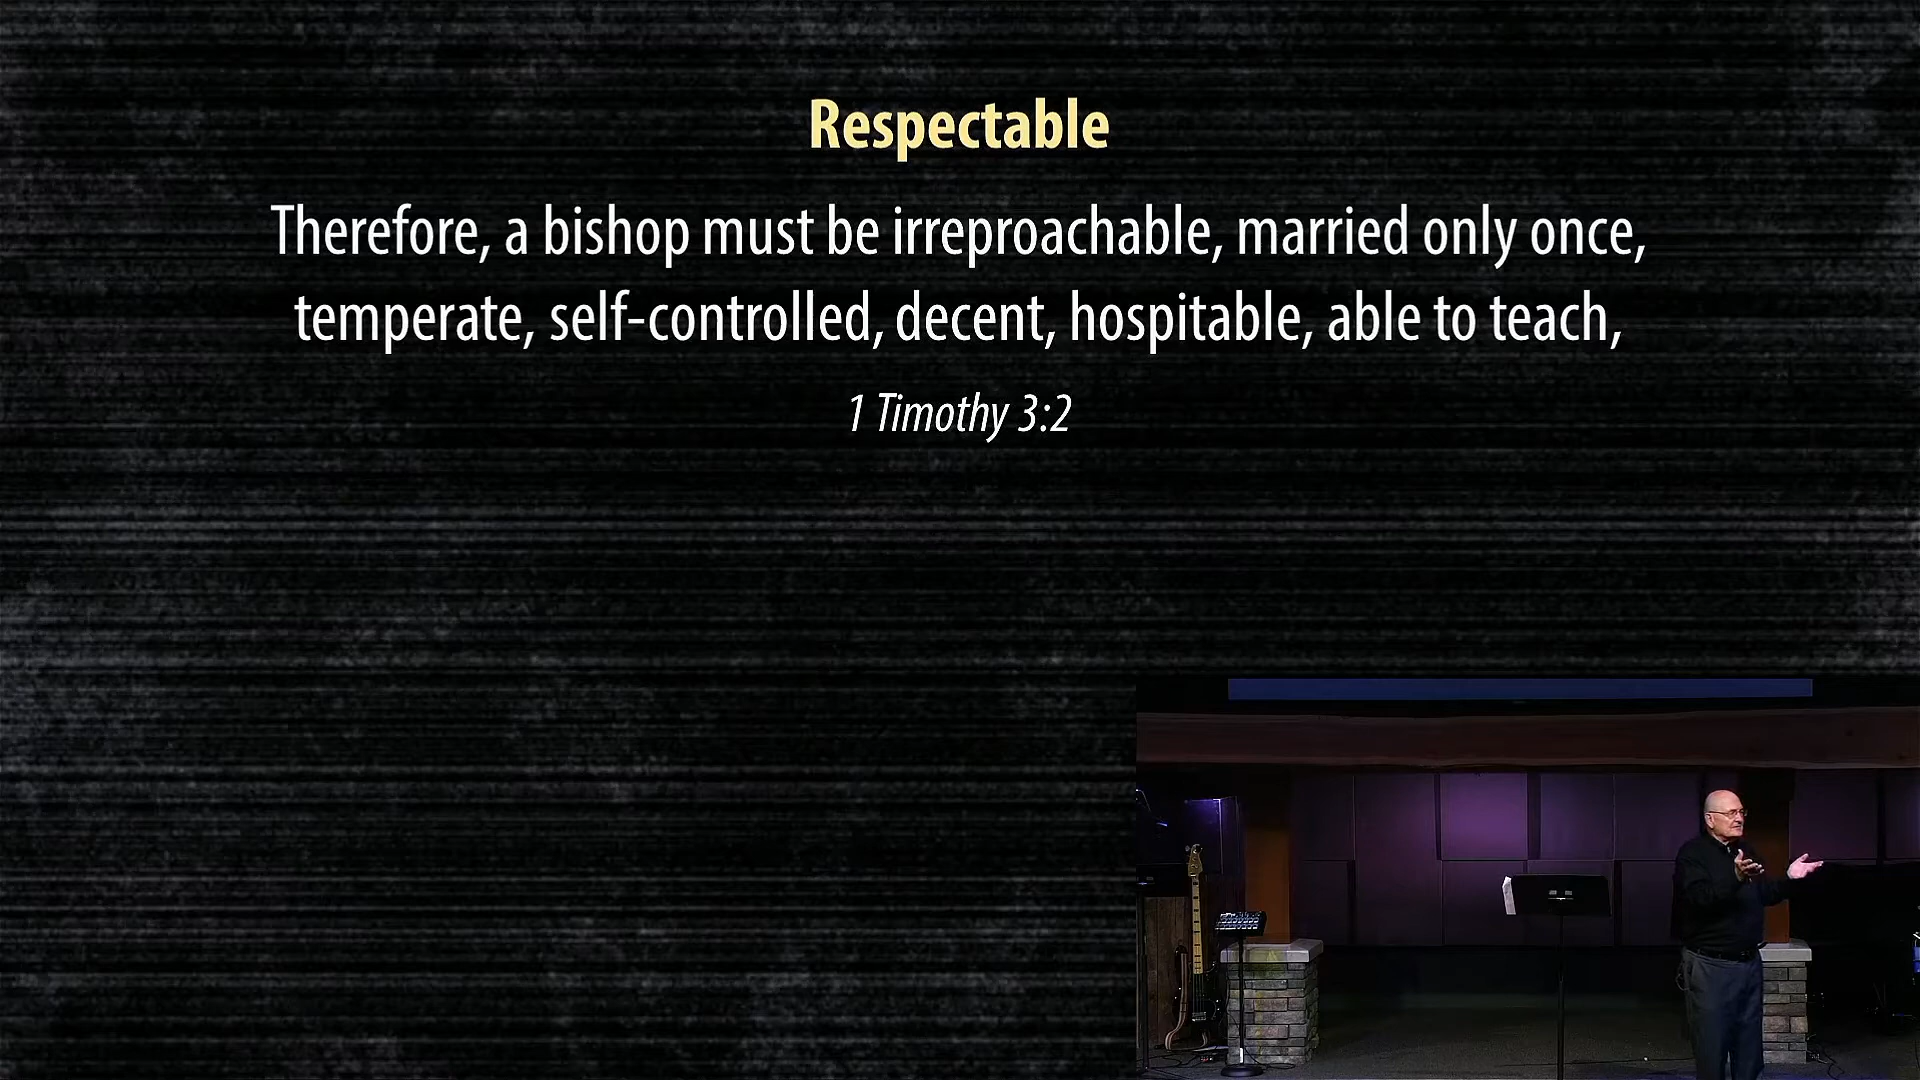 Respectable
Therefore, a bishop must be irreproachable, married only once,
temperate, self-controlled, decent, hospitable, able to teach,
1 Timothy 3:2